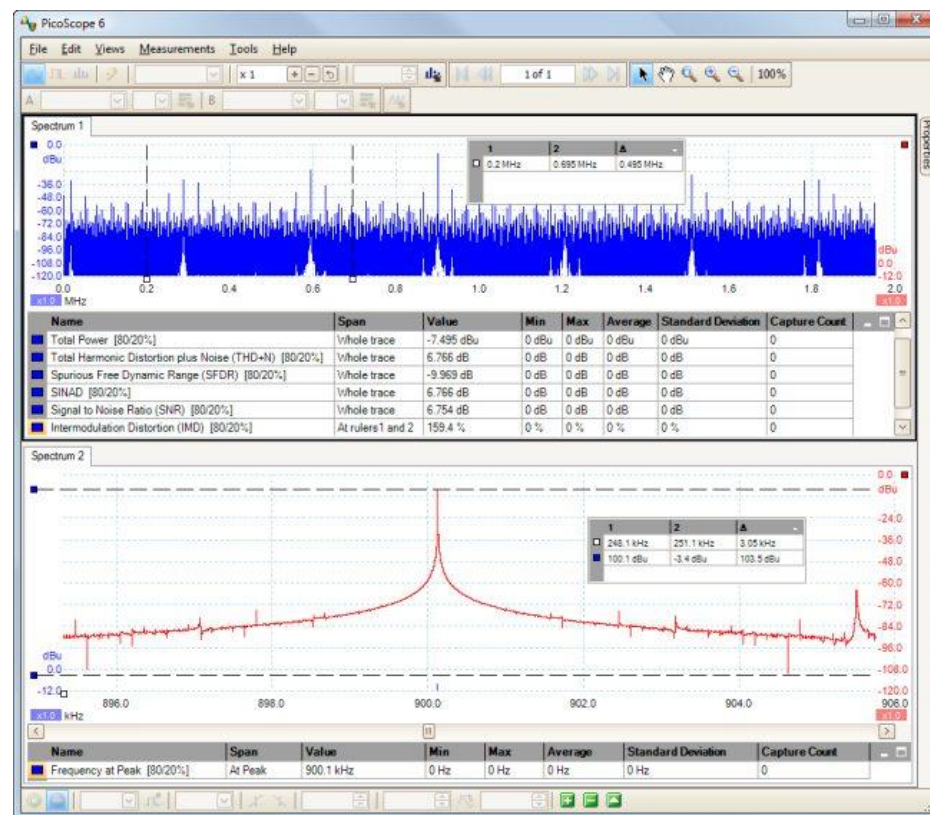 PicoScope 6
File Edit Views Measurements Tools Help
x 1 1 of 1 100%
A B
Properties
Spectrum 1
0.0
dBu
-36.0
-48.0
-60.0
-72.0
-84.0
-96.0
-108.0
-120.0
1 2 Δ
0.2 MHz 0.695 MHz 0.495 MHz
dBu
0.0
-12.0
0.0 0.2 0.4 0.6 0.8 1.0 1.2 1.4 1.6 1.8 2.0
x1.0 MHz x1.0
Name Span Value Min Max Average Standard Deviation Capture Count
Total Power [80/20%] Whole trace -7.495 dBu 0 dBu 0 dBu 0 dBu 0 dBu 0
Total Harmonic Distortion plus Noise (THD+N) [80/20%] Whole trace 6.766 dB 0 dB 0 dB 0 dB 0 dB 0
Spurious Free Dynamic Range (SFDR) [80/20%] Whole trace -9.969 dB 0 dB 0 dB 0 dB 0 dB 0
SINAD [80/20%] Whole trace 6.766 dB 0 dB 0 dB 0 dB 0 dB 0
Signal to Noise Ratio (SNR) [80/20%] Whole trace 6.754 dB 0 dB 0 dB 0 dB 0 dB 0
Intermodulation Distortion (IMD) [80/20%] At rulers1 and 2 159.4 % 0 % 0 % 0 % 0 % 0
Spectrum 2
0.0
dBu
-24.0
-36.0
-48.0
-60.0
-72.0
-84.0
-96.0
-108.0
-120.0
1 2 Δ
248.1 kHz 251.1 kHz 3.05 kHz
100.1 dBu -3.4 dBu 103.5 dBu
dBu
0.0
-12.0
896.0 898.0 900.0 902.0 904.0 906.0
x1.0 kHz x1.0
Name Span Value Min Max Average Standard Deviation Capture Count
Frequency at Peak [80/20%] At Peak 900.1 kHz 0 Hz 0 Hz 0 Hz 0 Hz 0